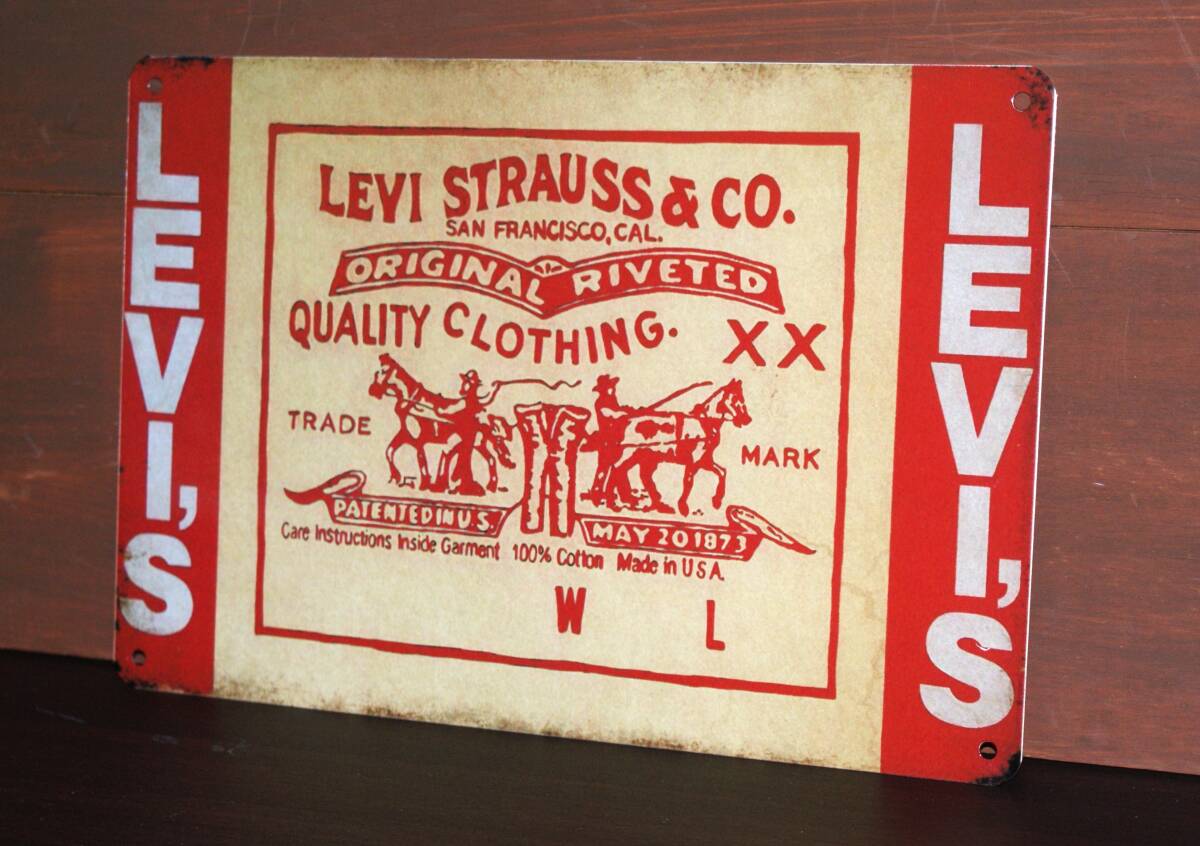 LEVI'S
LEVI STRAUSS & CO.
SAN FRANCISCO, CAL.
ORIGINAL RIVETED
QUALITY CLOTHING. XX
TRADE MARK
PATENTED IN U.S. MAY 20 1873
Care Instructions Inside Garment 100% Cotton Made in U S A.
W L
LEVI'S